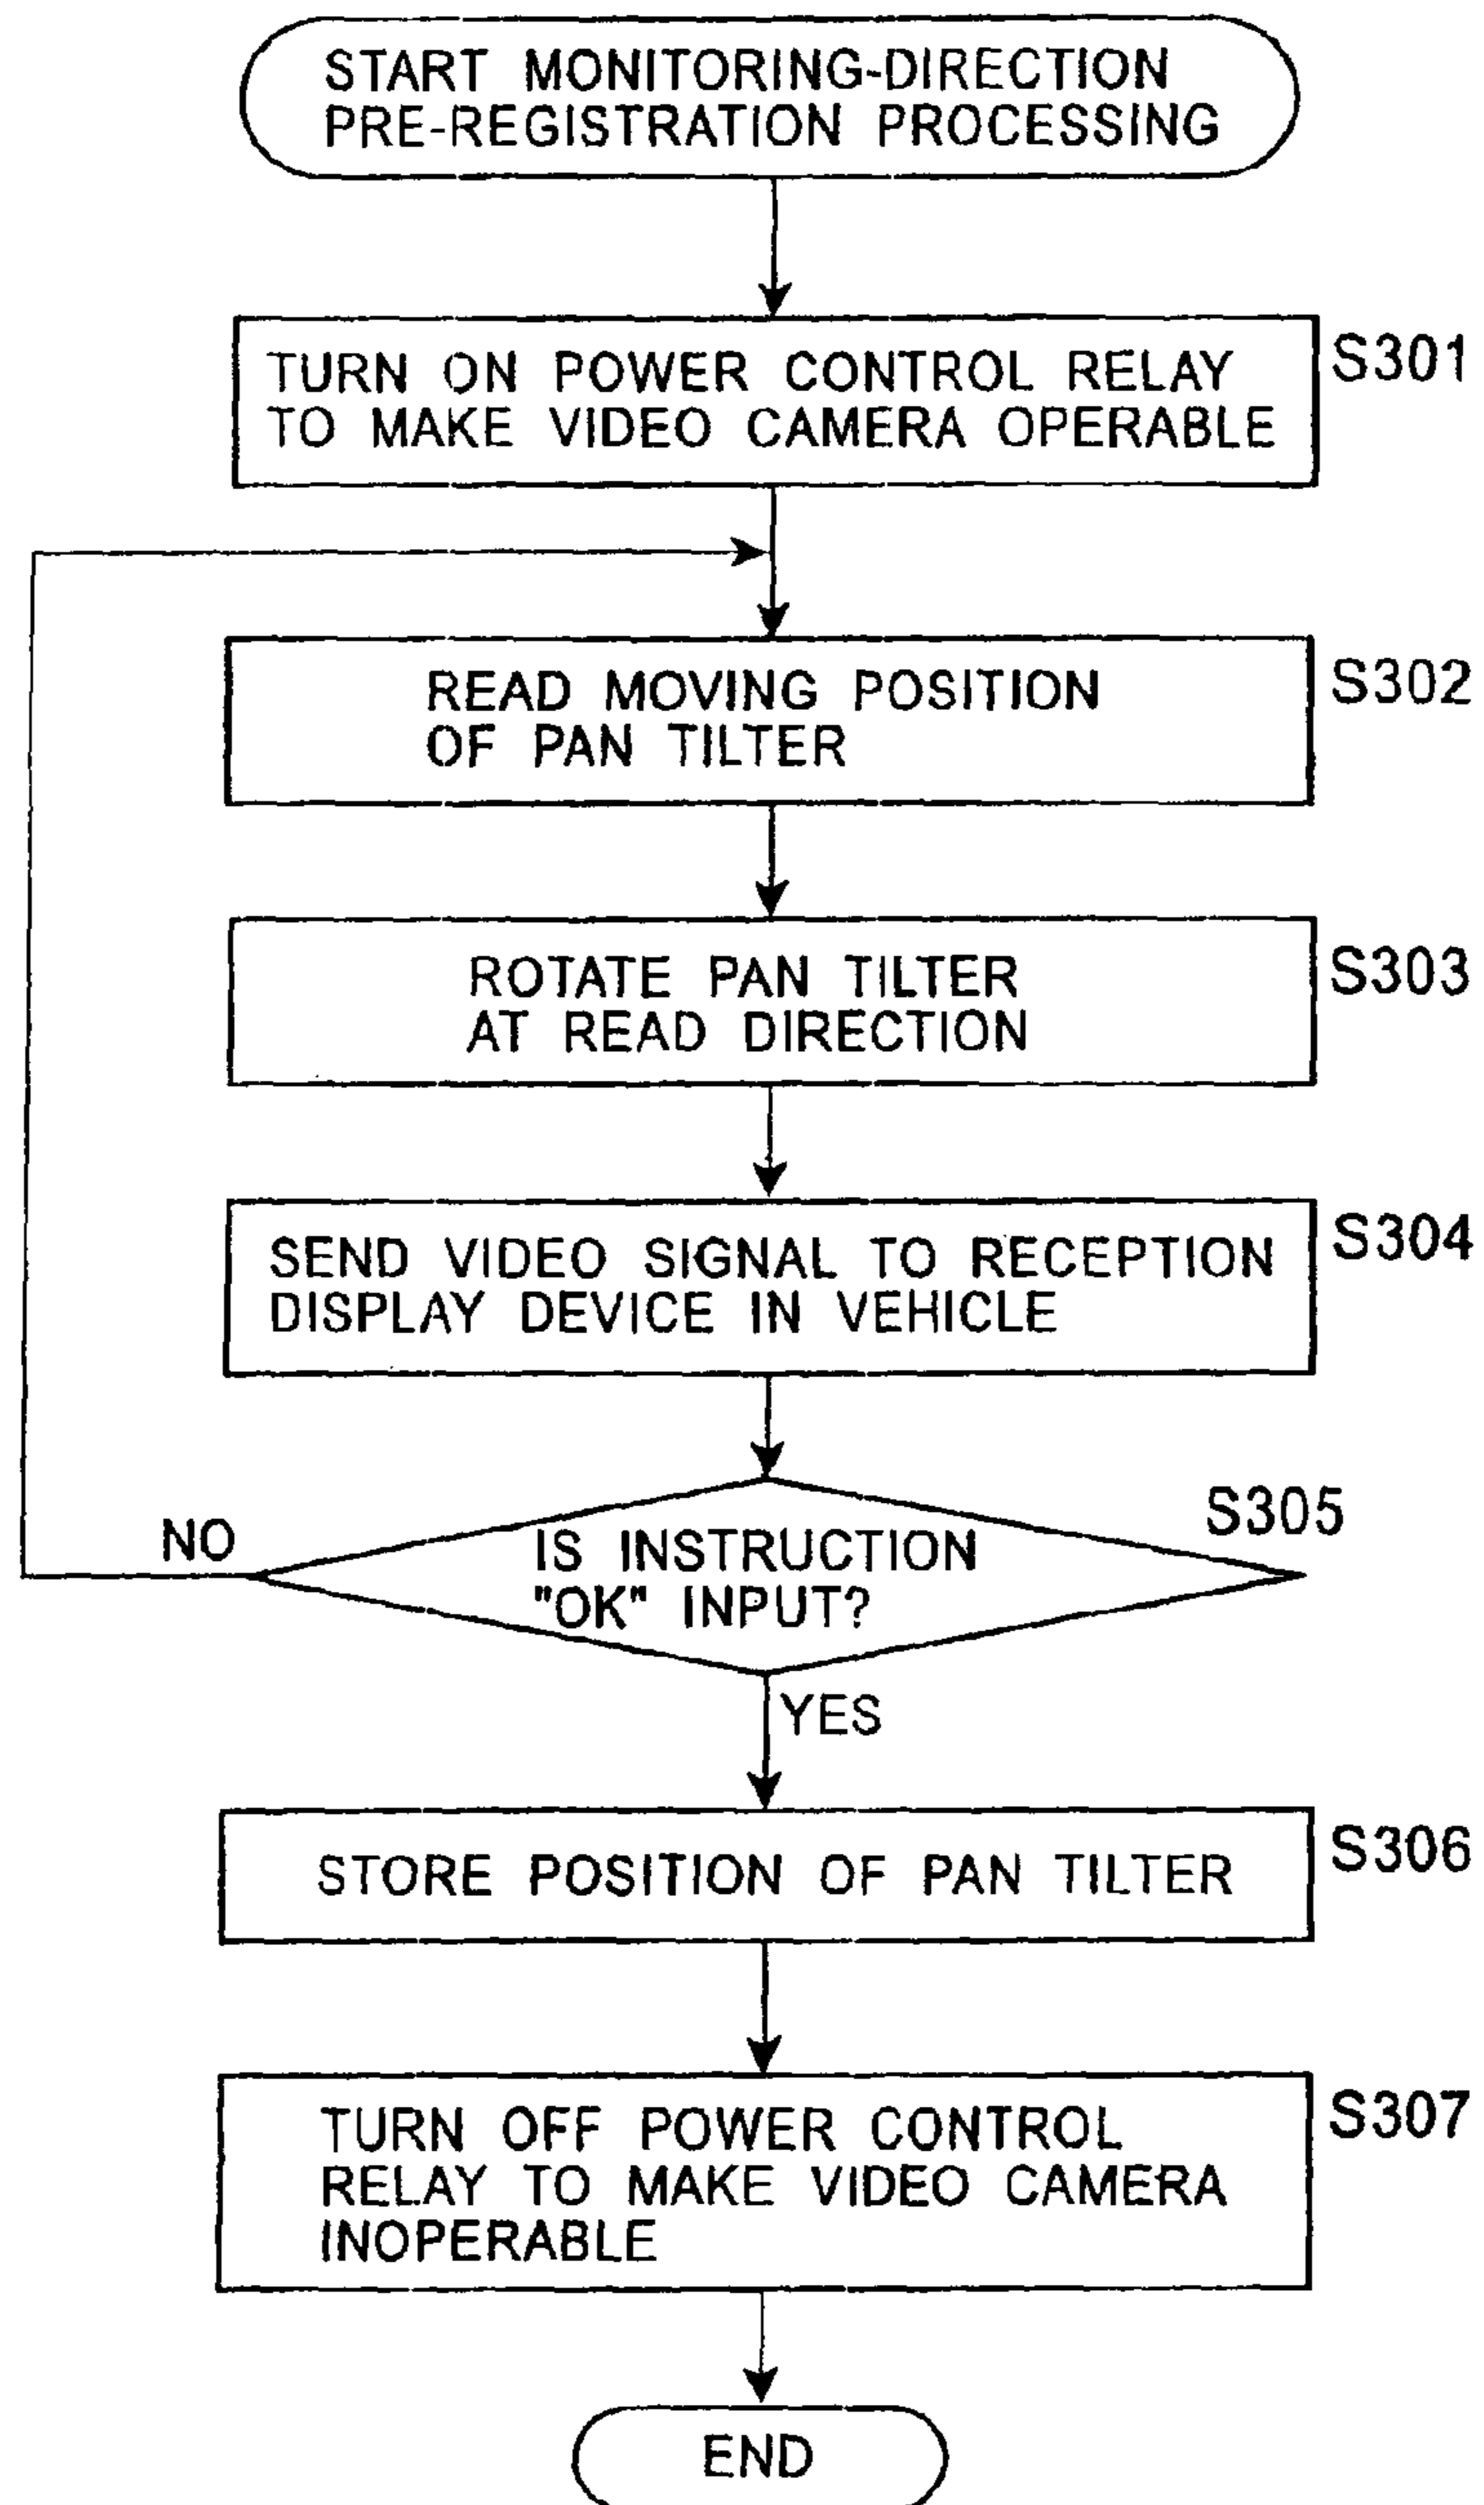 START MONITORING-DIRECTION
PRE-REGISTRATION PROCESSING
TURN ON POWER CONTROL RELAY
TO MAKE VIDEO CAMERA OPERABLE
S301
READ MOVING POSITION
OF PAN TILTER
S302
ROTATE PAN TILTER
AT READ DIRECTION
S303
SEND VIDEO SIGNAL TO RECEPTION
DISPLAY DEVICE IN VEHICLE
S304
IS INSTRUCTION
"OK" INPUT?
S305
NO
YES
STORE POSITION OF PAN TILTER
S306
TURN OFF POWER CONTROL
RELAY TO MAKE VIDEO CAMERA
INOPERABLE
S307
END